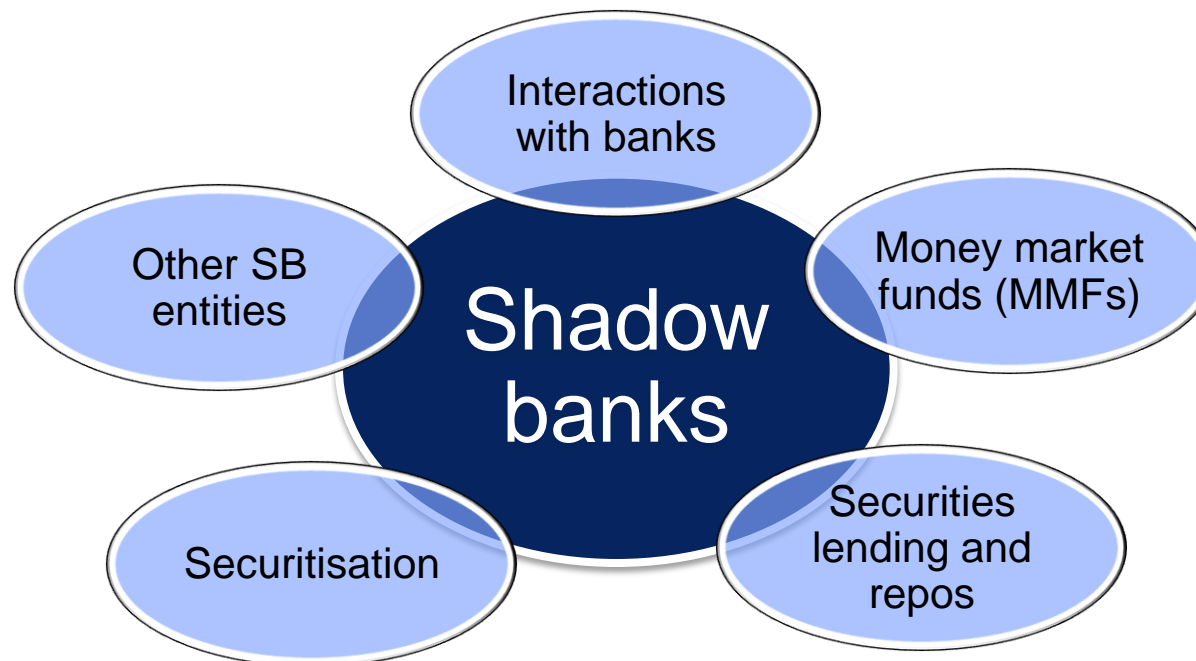 Interactions
with banks
Other SB
entities
Money market
funds (MMFs)
Shadow
banks
Securitisation
Securities
lending and
repos